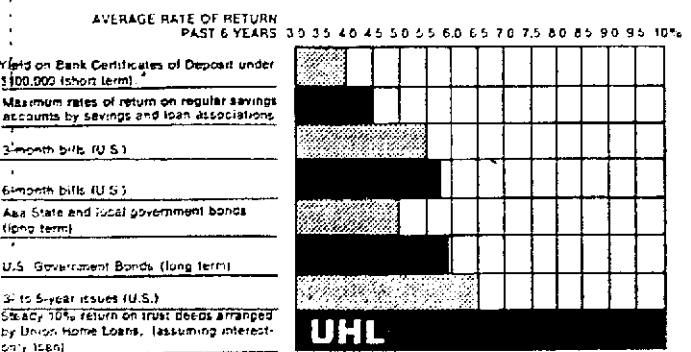 AVERAGE RATE OF RETURN
PAST 6 YEARS 3.0 3.5 4.0 4.5 5.0 5.5 6.0 6.5 7.0 7.5 8.0 8.5 9.0 9.5 10%
Yield on Bank Certificates of Deposit under
$100,000 (short term).
Maximum rates of return on regular savings
accounts by savings and loan associations
3-month bills (U.S.)
6-month bills (U.S.)
Aaa State and local government bonds
(long term)
U.S. Government Bonds (long term)
3- to 5-year issues (U.S.)
Steady 10% return on trust deeds arranged
by Union Home Loans, (assuming interest-
only loan)
UHL